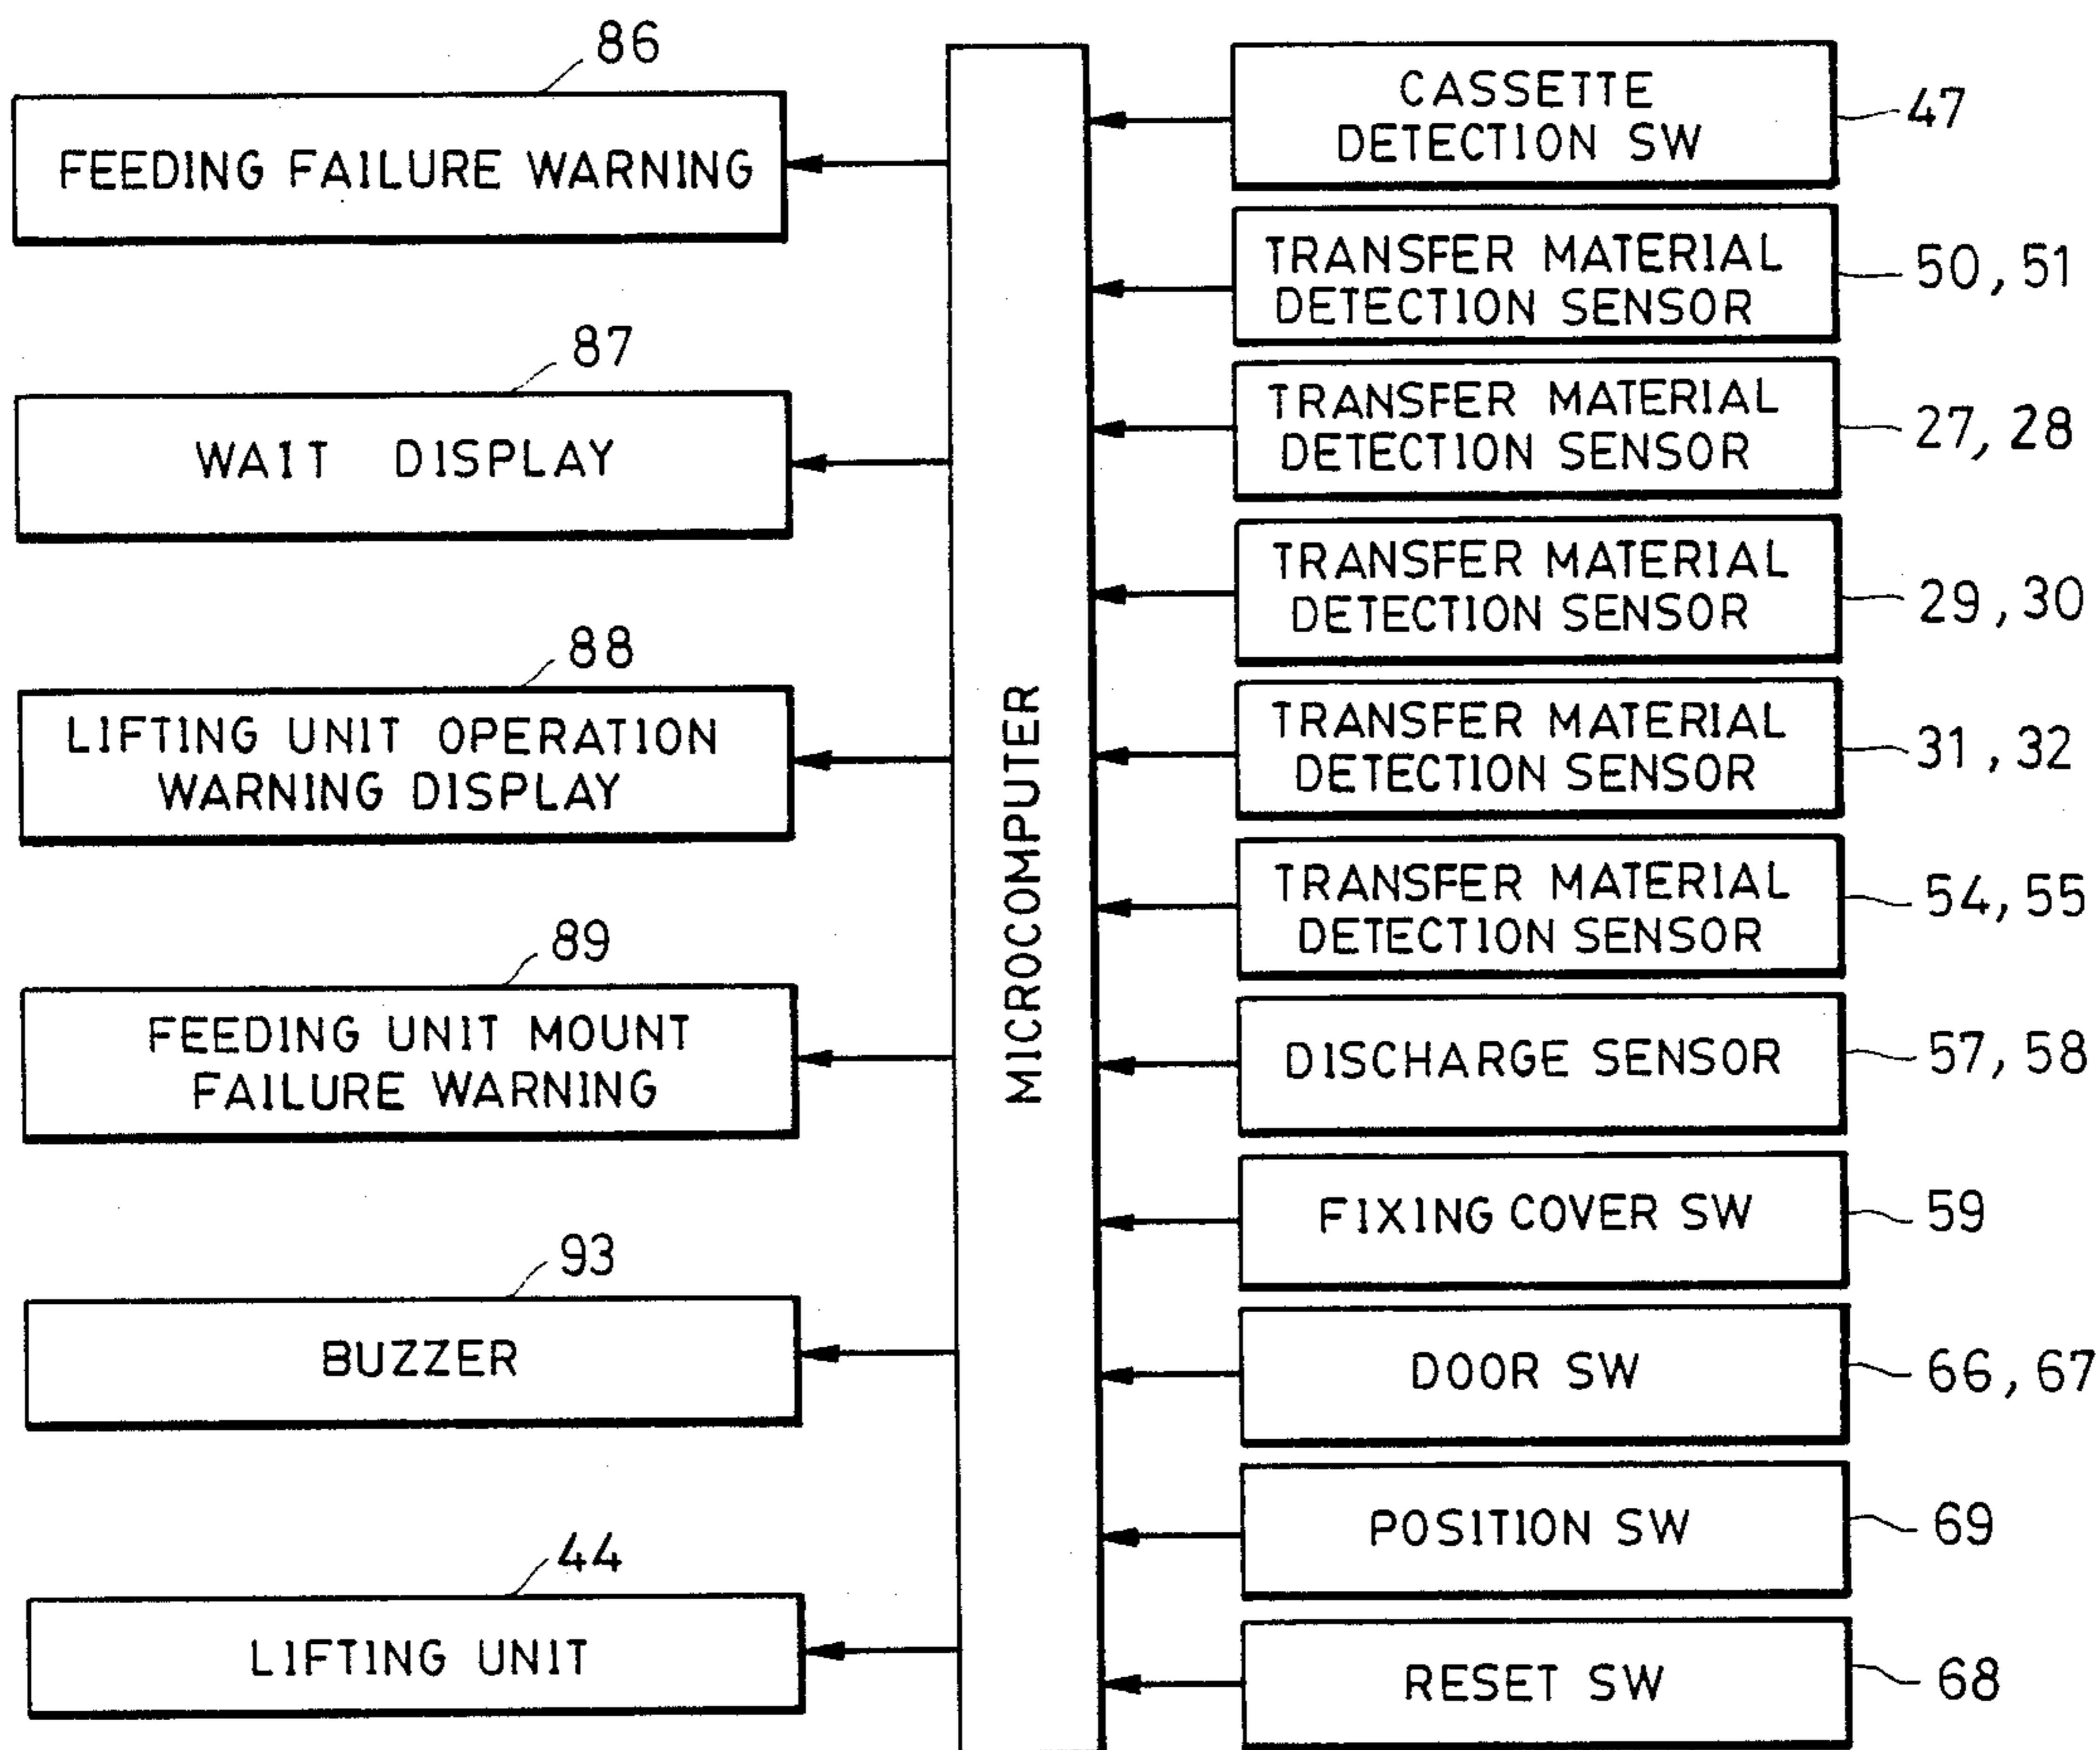 86
FEEDING FAILURE WARNING
87
WAIT DISPLAY
88
LIFTING UNIT OPERATION
WARNING DISPLAY
89
FEEDING UNIT MOUNT
FAILURE WARNING
93
BUZZER
44
LIFTING UNIT
MICROCOMPUTER
CASSETTE
DETECTION SW
47
TRANSFER MATERIAL
DETECTION SENSOR
50, 51
TRANSFER MATERIAL
DETECTION SENSOR
27, 28
TRANSFER MATERIAL
DETECTION SENSOR
29, 30
TRANSFER MATERIAL
DETECTION SENSOR
31, 32
TRANSFER MATERIAL
DETECTION SENSOR
54, 55
DISCHARGE SENSOR
57, 58
FIXING COVER SW
59
DOOR SW
66, 67
POSITION SW
69
RESET SW
68